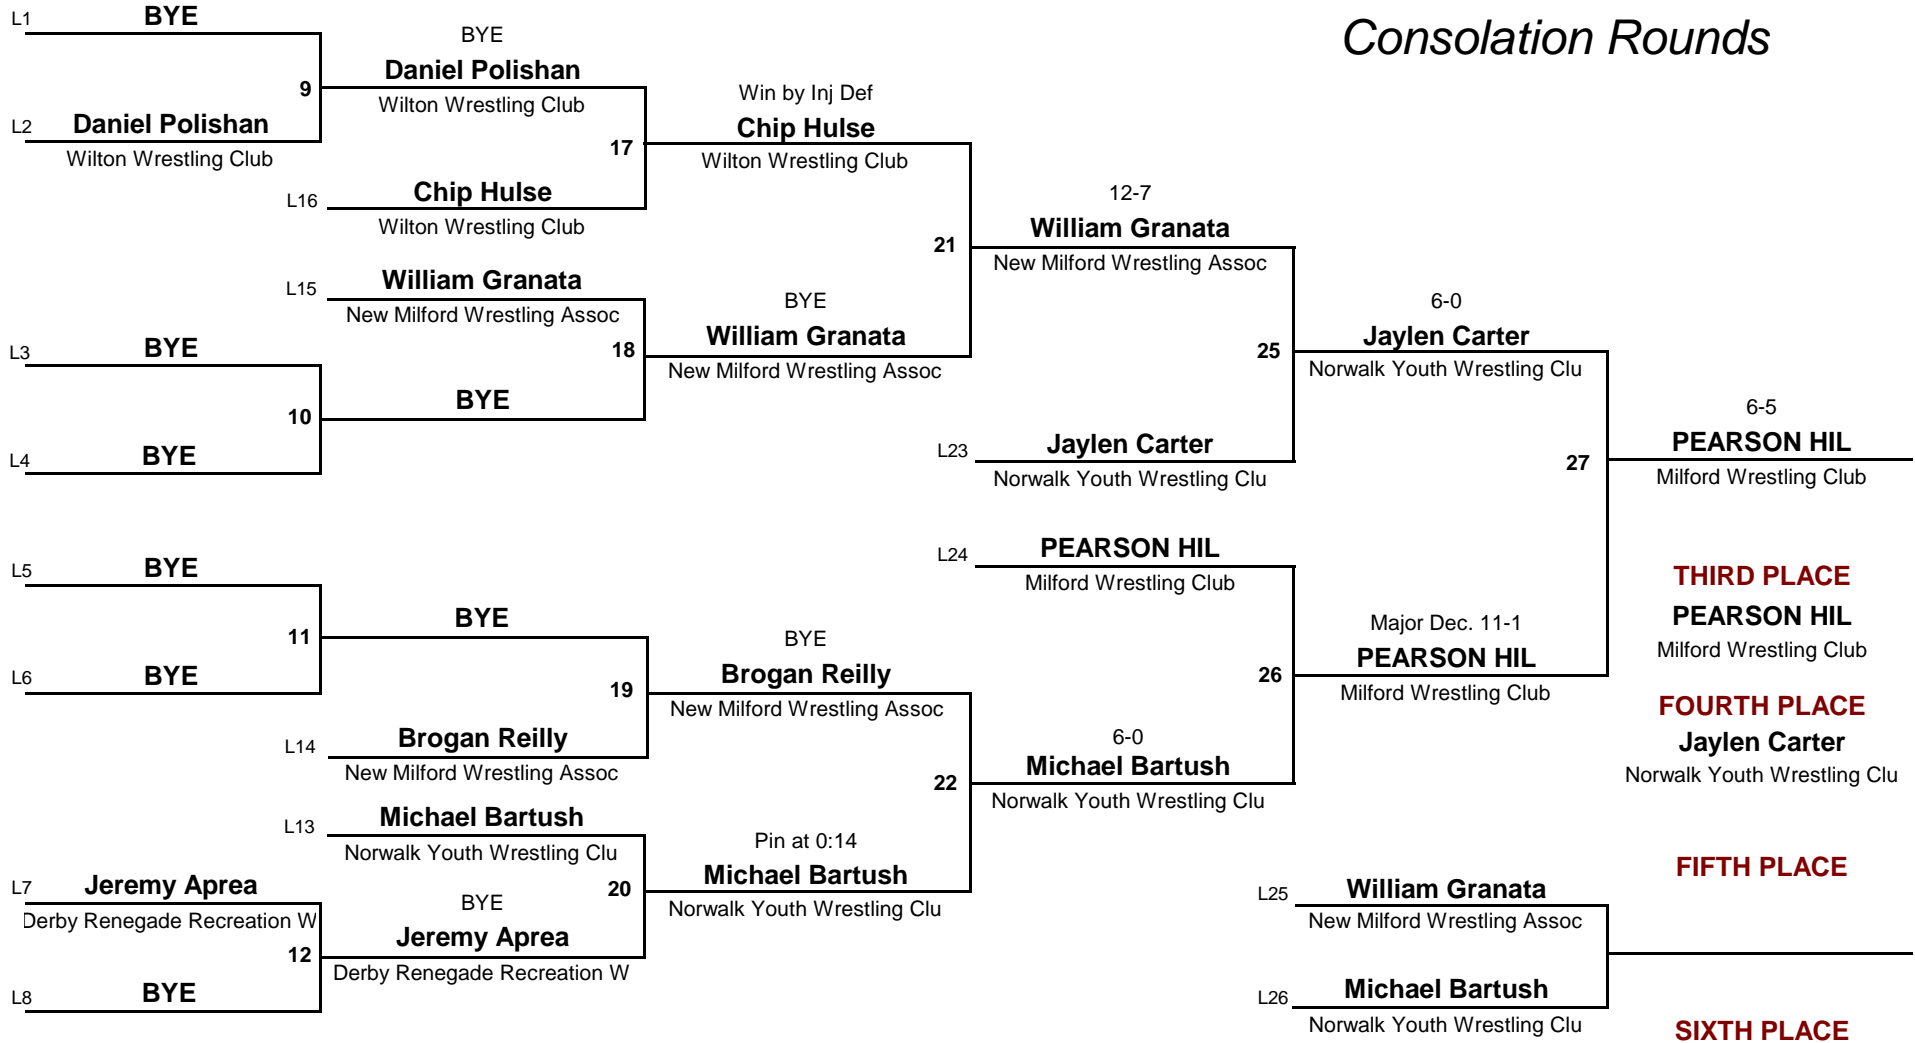 Consolation Rounds
L1
BYE
9
L2
Daniel Polishan
Wilton Wrestling Club
BYE
Daniel Polishan
Wilton Wrestling Club
17
L16
Chip Hulse
Wilton Wrestling Club
Win by Inj Def
Chip Hulse
Wilton Wrestling Club
21
L15
William Granata
New Milford Wrestling Assoc
18
L3
BYE
10
L4
BYE
BYE
BYE
William Granata
New Milford Wrestling Assoc
12-7
William Granata
New Milford Wrestling Assoc
25
L23
Jaylen Carter
Norwalk Youth Wrestling Clu
6-0
Jaylen Carter
Norwalk Youth Wrestling Clu
27
6-5
PEARSON HIL
Milford Wrestling Club
L5
BYE
11
L6
BYE
BYE
19
L14
Brogan Reilly
New Milford Wrestling Assoc
BYE
Brogan Reilly
New Milford Wrestling Assoc
22
L13
Michael Bartush
Norwalk Youth Wrestling Clu
20
L7
Jeremy Aprea
Derby Renegade Recreation W
12
L8
BYE
BYE
Jeremy Aprea
Derby Renegade Recreation W
Pin at 0:14
Michael Bartush
Norwalk Youth Wrestling Clu
L24
PEARSON HIL
Milford Wrestling Club
26
6-0
Michael Bartush
Norwalk Youth Wrestling Clu
Major Dec. 11-1
PEARSON HIL
Milford Wrestling Club
THIRD PLACE
PEARSON HIL
Milford Wrestling Club
FOURTH PLACE
Jaylen Carter
Norwalk Youth Wrestling Clu
L25
William Granata
New Milford Wrestling Assoc
L26
Michael Bartush
Norwalk Youth Wrestling Clu
FIFTH PLACE
SIXTH PLACE